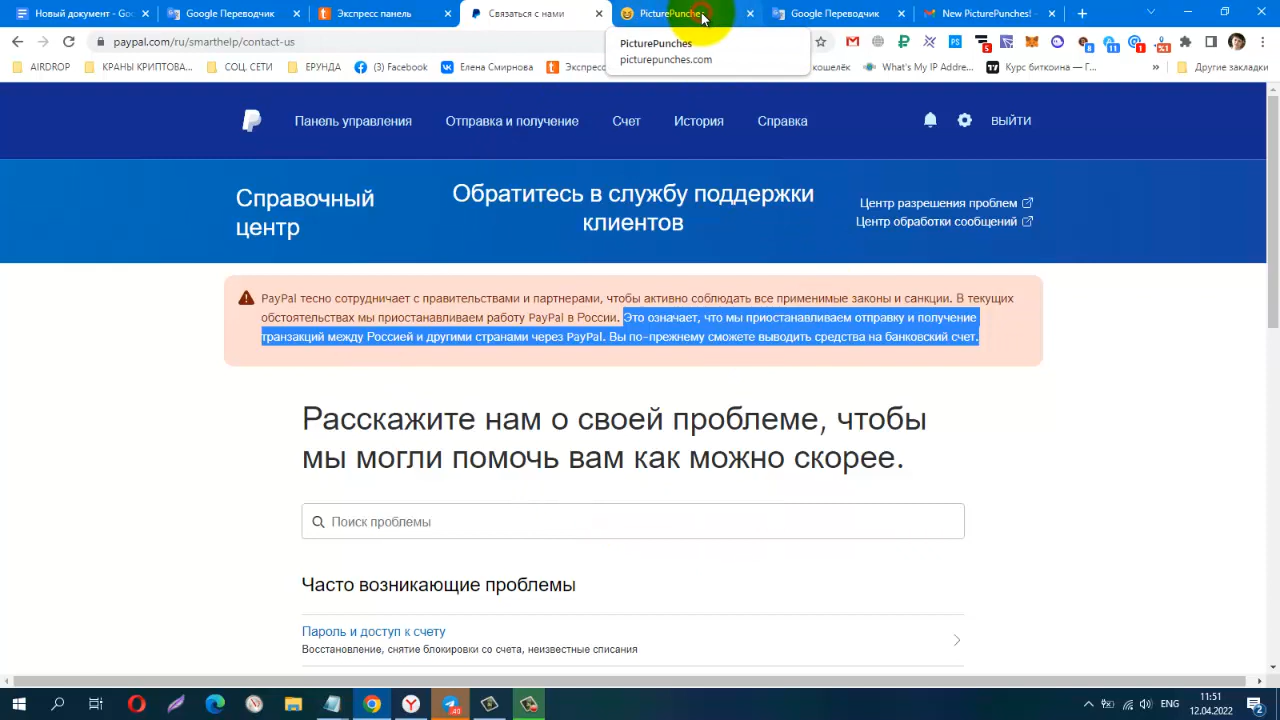 Новый документ - Goo
Google Переводчик
Экспресс панель
Связаться с нами
PicturePunches
Google Переводчик
New PicturePunches! -
paypal.com/ru/smarthelp/contact-us
PicturePunches
picturepunches.com
AIRDROP
КРАНЫ КРИПТОВА...
СОЦ. СЕТИ
ЕРУНДА
(3) Facebook
Елена Смирнова
Экспресс
кошелёк
What's My IP Addre...
Курс биткоина — Г...
»
Другие закладки
Панель управления
Отправка и получение
Счет
История
Справка
ВЫЙТИ
Справочный
центр
Обратитесь в службу поддержки
клиентов
Центр разрешения проблем
Центр обработки сообщений
PayPal тесно сотрудничает с правительствами и партнерами, чтобы активно соблюдать все применимые законы и санкции. В текущих
обстоятельствах мы приостанавливаем работу PayPal в России. Это означает, что мы приостанавливаем отправку и получение
транзакций между Россией и другими странами через PayPal. Вы по-прежнему сможете выводить средства на банковский счет.
Расскажите нам о своей проблеме, чтобы
мы могли помочь вам как можно скорее.
Поиск проблемы
Часто возникающие проблемы
Пароль и доступ к счету
Восстановление, снятие блокировки со счета, неизвестные списания
ENG
11:51
12.04.2022